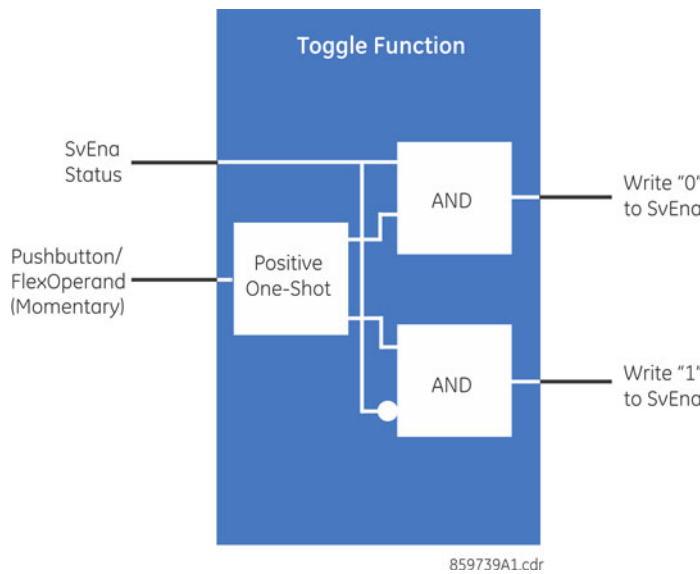 Toggle Function
SvEna
Status
AND
Write "0"
to SvEna
Pushbutton/
FlexOperand
(Momentary)
Positive
One-Shot
AND
Write "1"
to SvEna
859739A1.cdr